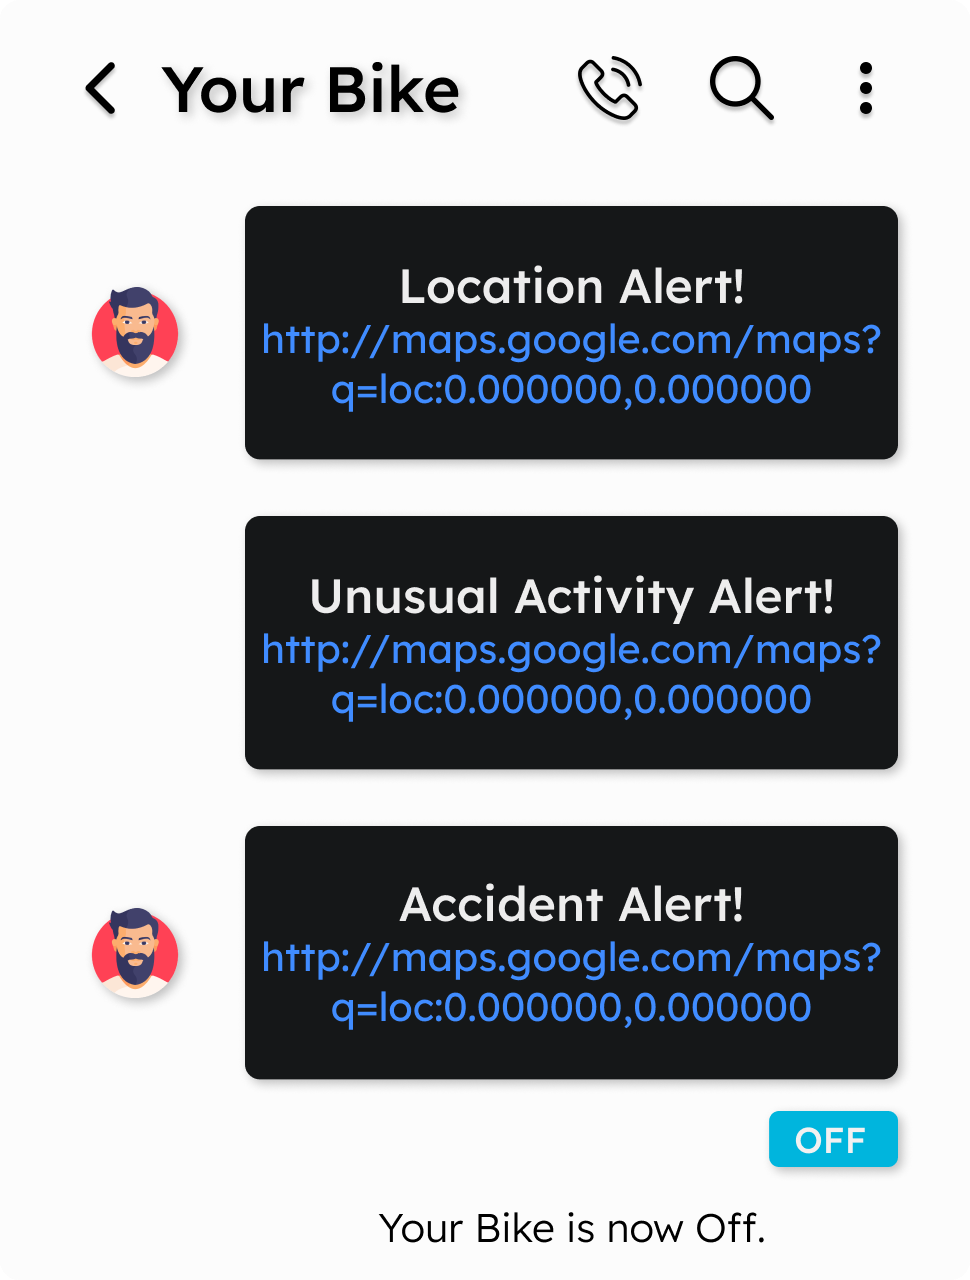 Your Bike
Location Alert!
http://maps.google.com/maps?
q=loc:0.000000,0.000000
Unusual Activity Alert!
http://maps.google.com/maps?
q=loc:0.000000,0.000000
Accident Alert!
http://maps.google.com/maps?
q=loc:0.000000,0.000000
OFF
Your Bike is now Off.